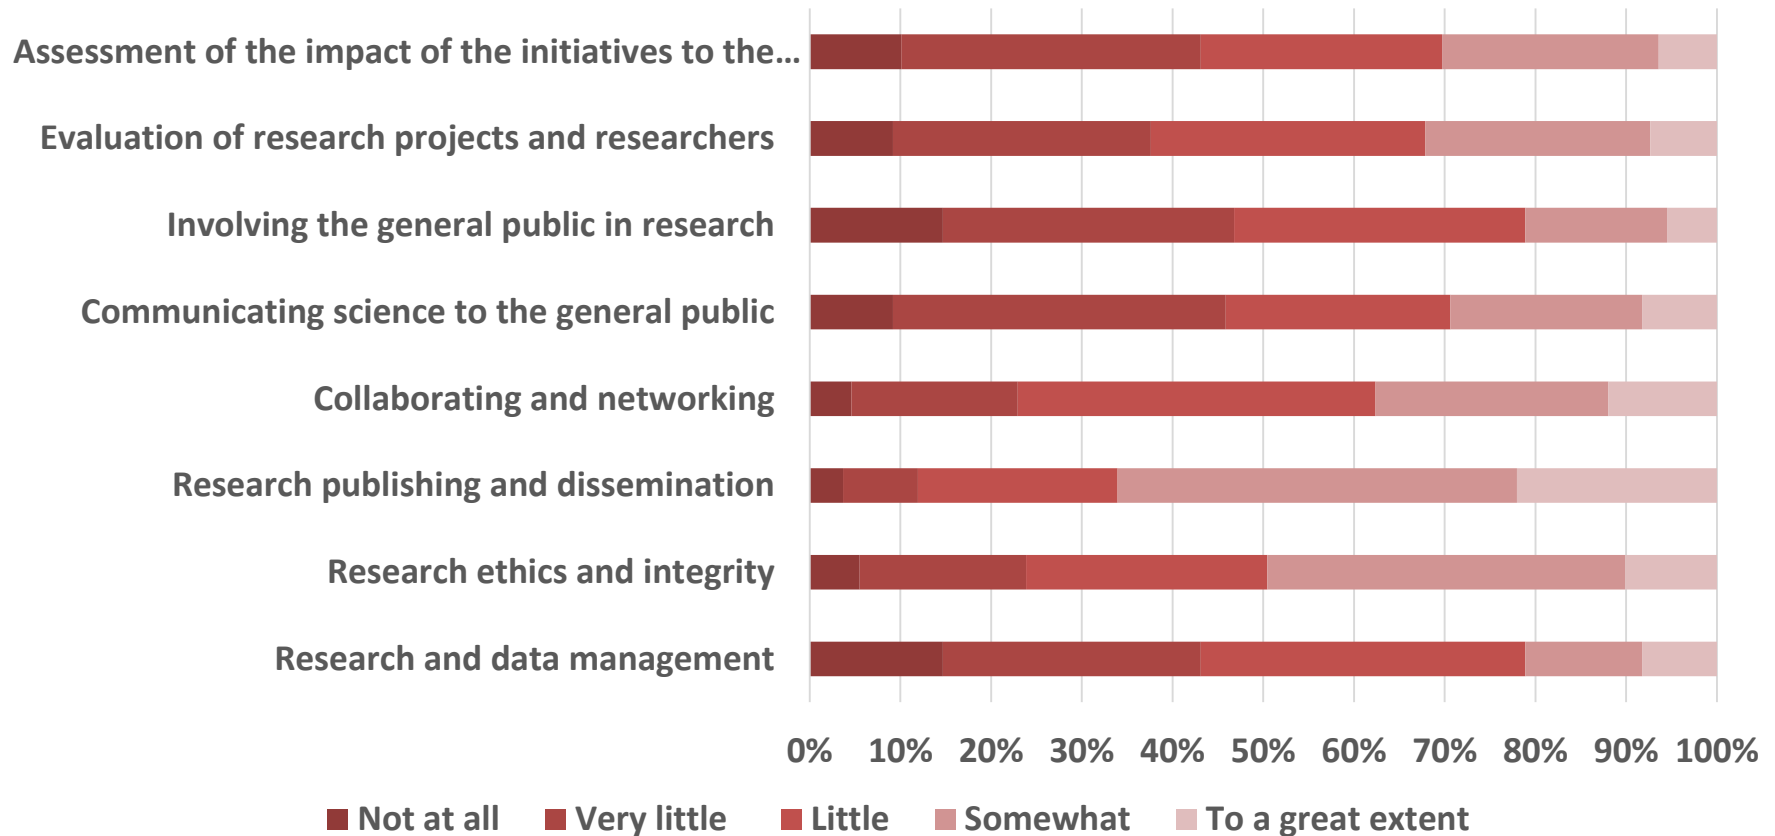 Assessment of the impact of the initiatives to the...
Evaluation of research projects and researchers
Involving the general public in research
Communicating science to the general public
Collaborating and networking
Research publishing and dissemination
Research ethics and integrity
Research and data management
0% 10% 20% 30% 40% 50% 60% 70% 80% 90% 100%
Not at all Very little Little Somewhat To a great extent